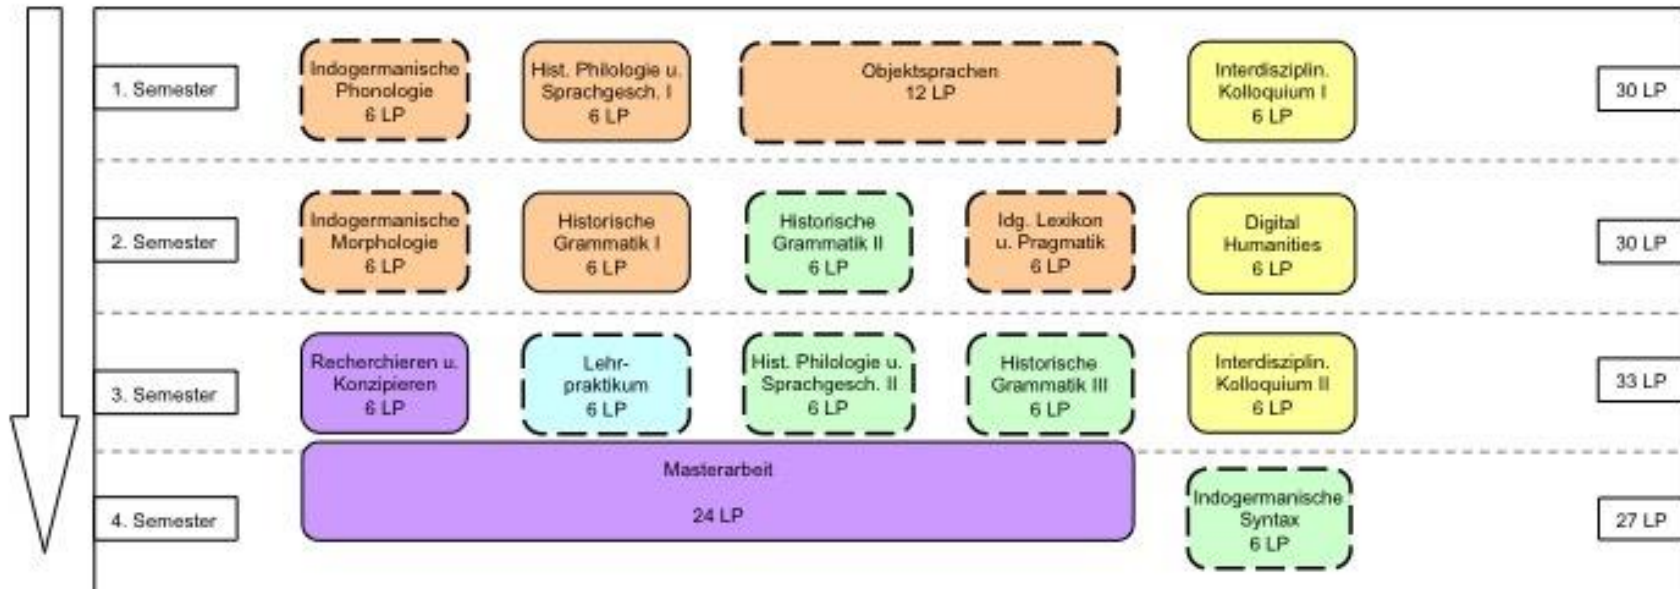 1. Semester
Indogermanische
Phonologie
6 LP
Hist. Philologie u.
Sprachgesch. I
6 LP
Objektsprachen
12 LP
Interdisziplin.
Kolloquium I
6 LP
30 LP
2. Semester
Indogermanische
Morphologie
6 LP
Historische
Grammatik I
6 LP
Historische
Grammatik II
6 LP
Idg. Lexikon
u. Pragmatik
6 LP
Digital
Humanities
6 LP
30 LP
3. Semester
Recherchieren u.
Konzipieren
6 LP
Lehr-
praktikum
6 LP
Hist. Philologie u.
Sprachgesch. II
6 LP
Historische
Grammatik III
6 LP
Interdisziplin.
Kolloquium II
6 LP
33 LP
4. Semester
Masterarbeit
24 LP
Indogermanische
Syntax
6 LP
27 LP